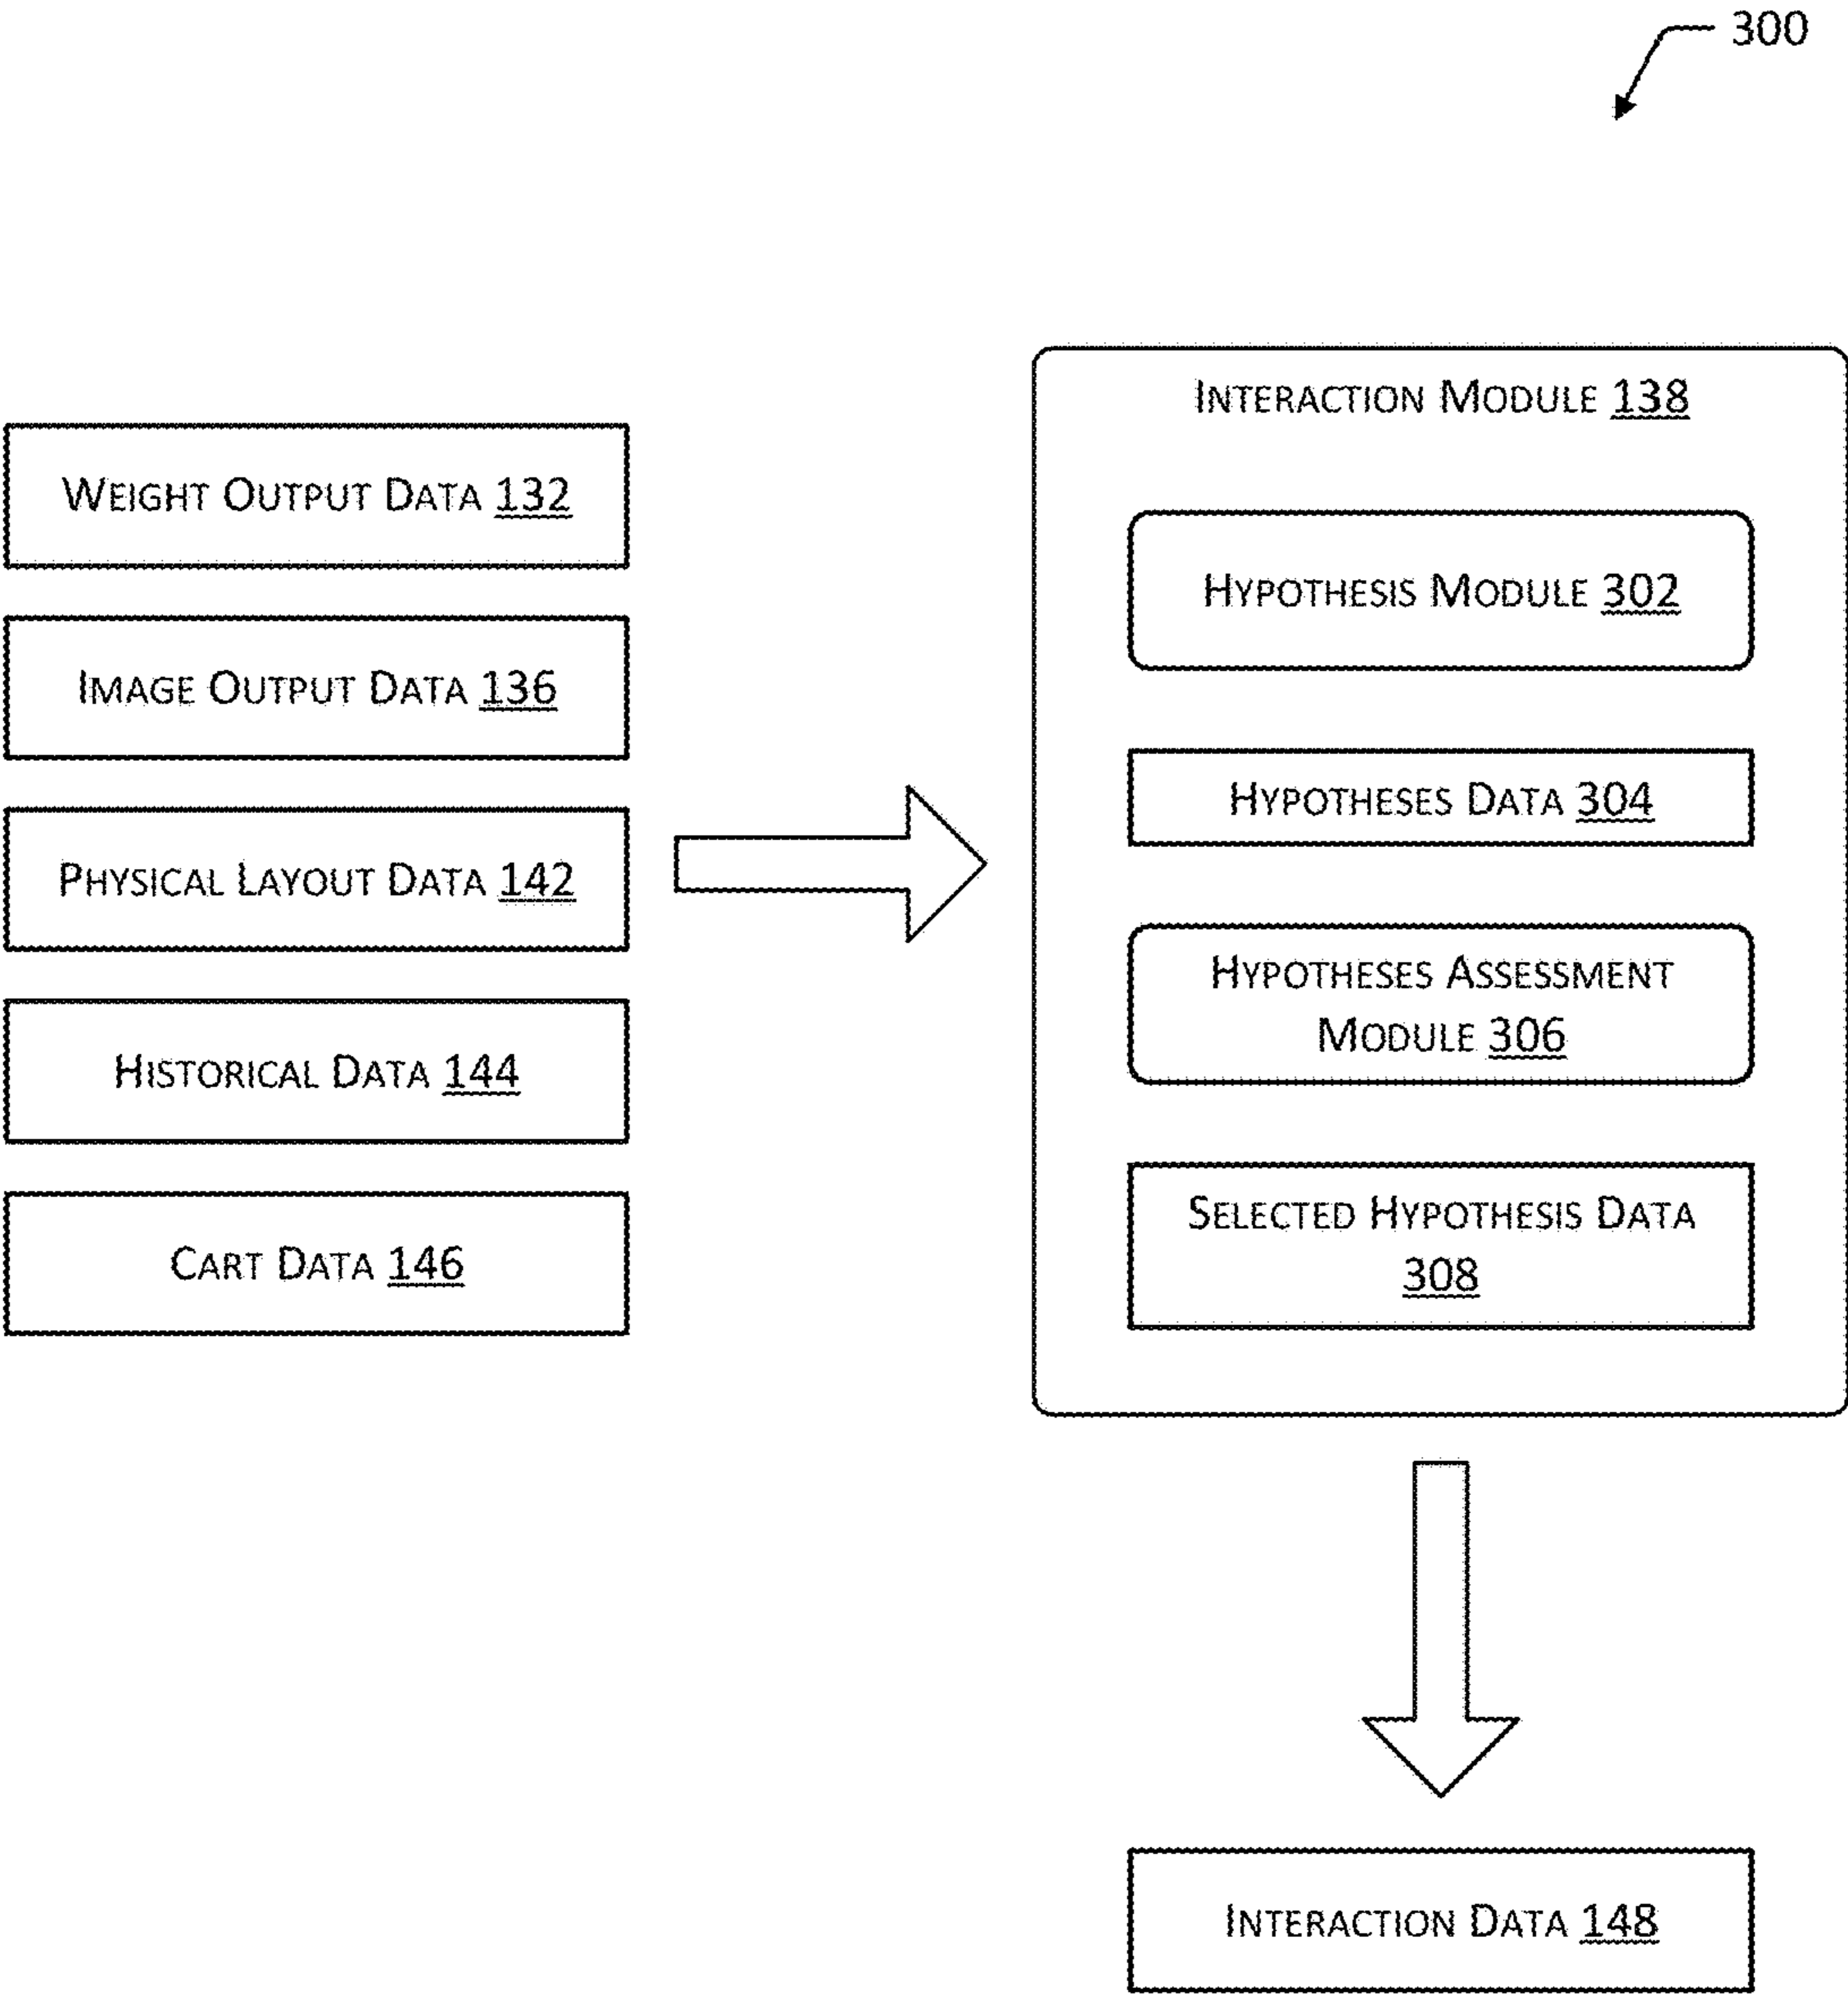 300
WEIGHT OUTPUT DATA 132
IMAGE OUTPUT DATA 136
PHYSICAL LAYOUT DATA 142
HISTORICAL DATA 144
CART DATA 146
INTERACTION MODULE 138
HYPOTHESIS MODULE 302
HYPOTHESES DATA 304
HYPOTHESES ASSESSMENT
MODULE 306
SELECTED HYPOTHESIS DATA
308
INTERACTION DATA 148